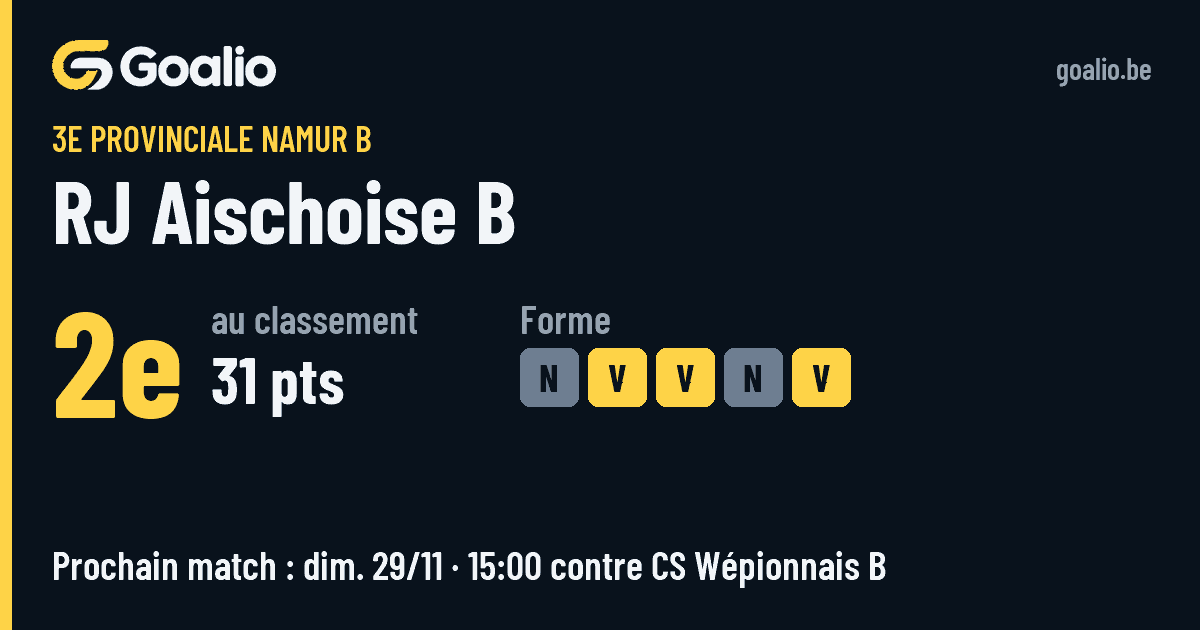 Goalio
goalio.be
3E PROVINCIALE NAMUR B
RJ Aischoise B
2e
au classement
31 pts
Forme
N V V N V
Prochain match : dim. 29/11 · 15:00 contre CS Wépionnais B